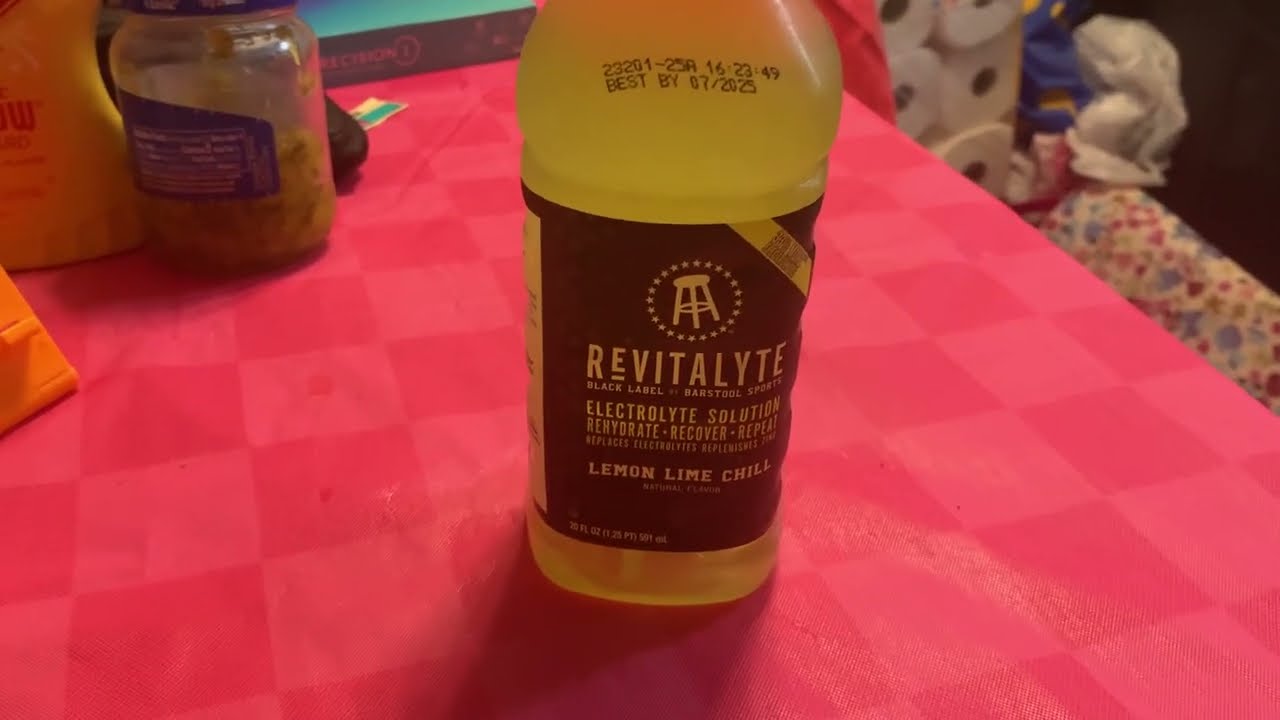 23201-25A 16:23:49
BEST BY 07/2025
REVITALYTE
BLACK LABEL BY BARSTOOL SPORTS
ELECTROLYTE SOLUTION
REHYDRATE • RECOVER • REPEAT
REPLACES ELECTROLYTES REPLENISHES ZINC
LEMON LIME CHILL
NATURAL FLAVOR
20 FL OZ (1.25 PT) 591 mL